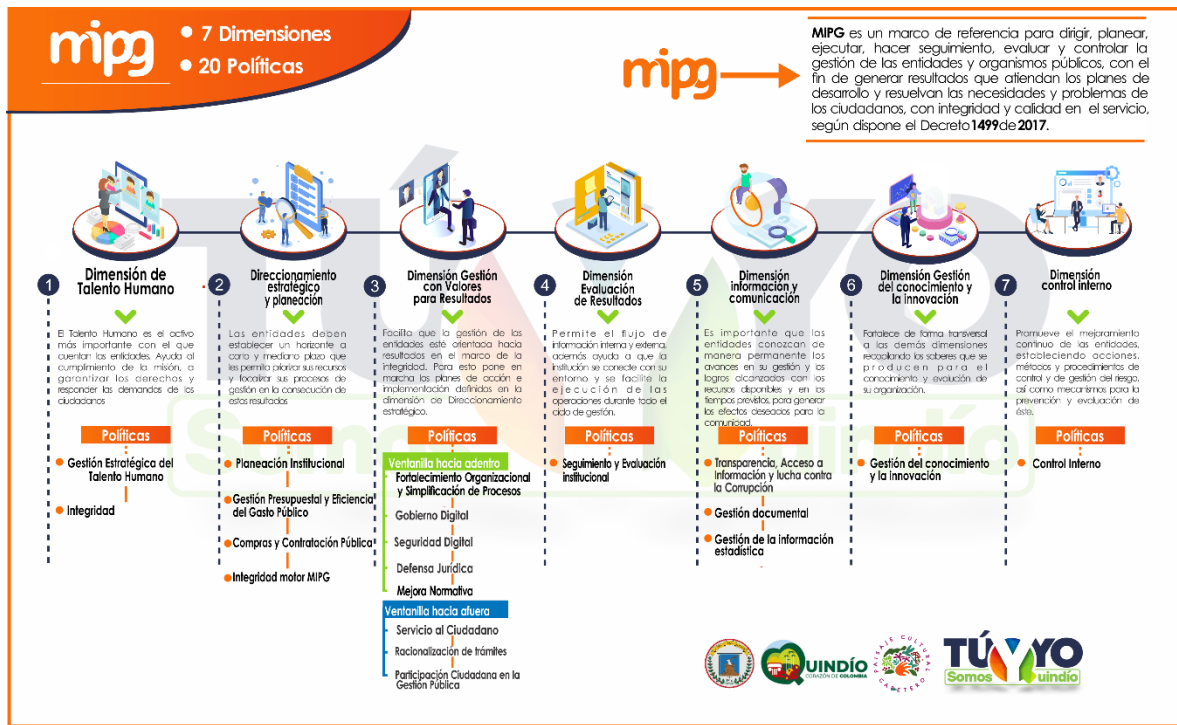 mipg
7 Dimensiones
20 Políticas
mipg
MIPG es un marco de referencia para dirigir, planear,
ejecutar, hacer seguimiento, evaluar y controlar la
gestión de las entidades y organismos públicos, con el
fin de generar resultados que atiendan los planes de
desarrollo y resuelvan las necesidades y problemas de
los ciudadanos, con integridad y calidad en el servicio,
según dispone el Decreto 1499 de 2017.
TÚ Y YO
Somos Quindío
1
Dimensión de
Talento Humano
El Talento Humano es el activo
más importante con el que
cuentan las entidades. Ayuda al
cumplimiento de la misión, a
garantizar los derechos y
responder las demandas de los
ciudadanos
Políticas
Gestión Estratégica del
Talento Humano
Integridad
2
Direccionamiento
estratégico
y planeación
Las entidades deben
establecer un horizonte a
corto y mediano plazo que
les permita priorizar sus recursos
y focalizar sus procesos de
gestión en la consecución de
estos resultados
Políticas
Planeación Institucional
Gestión Presupuestal y Eficiencia
del Gasto Público
Compras y Contratación Pública
Integridad motor MIPG
3
Dimensión Gestión
con Valores
para Resultados
Facilita que la gestión de las
entidades esté orientada hacia
resultados en el marco de la
integridad. Para esto pone en
marcha los planes de acción e
implementación definidos en la
dimensión de Direccionamiento
estratégico.
Políticas
Ventanilla hacia adentro
Fortalecimiento Organizacional
y Simplificación de Procesos
Gobierno Digital
Seguridad Digital
Defensa Jurídica
Mejora Normativa
Ventanilla hacia afuera
Servicio al Ciudadano
Racionalización de trámites
Participación Ciudadana en la
Gestión Pública
4
Dimensión
Evaluación
de Resultados
Permite el flujo de
información interna y externa,
además ayuda a que la
institución se conecte con su
entorno y se facilite la
ejecución de las
operaciones durante todo el
ciclo de gestión.
Políticas
Seguimiento y Evaluación
institucional
5
Dimensión
información y
comunicación
Es importante que las
entidades conozcan de
manera permanente los
avances en su gestión y los
logros alcanzados con los
recursos disponibles y en los
tiempos previstos, para generar
los efectos deseados para la
comunidad.
Políticas
Transparencia, Acceso a
Información y lucha contra
la Corrupción
Gestión documental
Gestión de la información
estadística
6
Dimensión Gestión
del conocimiento y
la innovación
Fortalece de forma transversal
a las demás dimensiones
recopilando los saberes que se
producen para el
conocimiento y evolución de
su organización.
Políticas
Gestión del conocimiento
y la innovación
7
Dimensión
control interno
Promueve el mejoramiento
continuo de las entidades,
estableciendo acciones,
métodos y procedimientos de
control y de gestión del riesgo,
así como mecanismos para la
prevención y evaluación de
éste.
Políticas
Control Interno
QUINDÍO
CORAZÓN DE COLOMBIA
PAISAJE CULTURAL
CAFETERO
TÚ Y YO
Somos Quindío